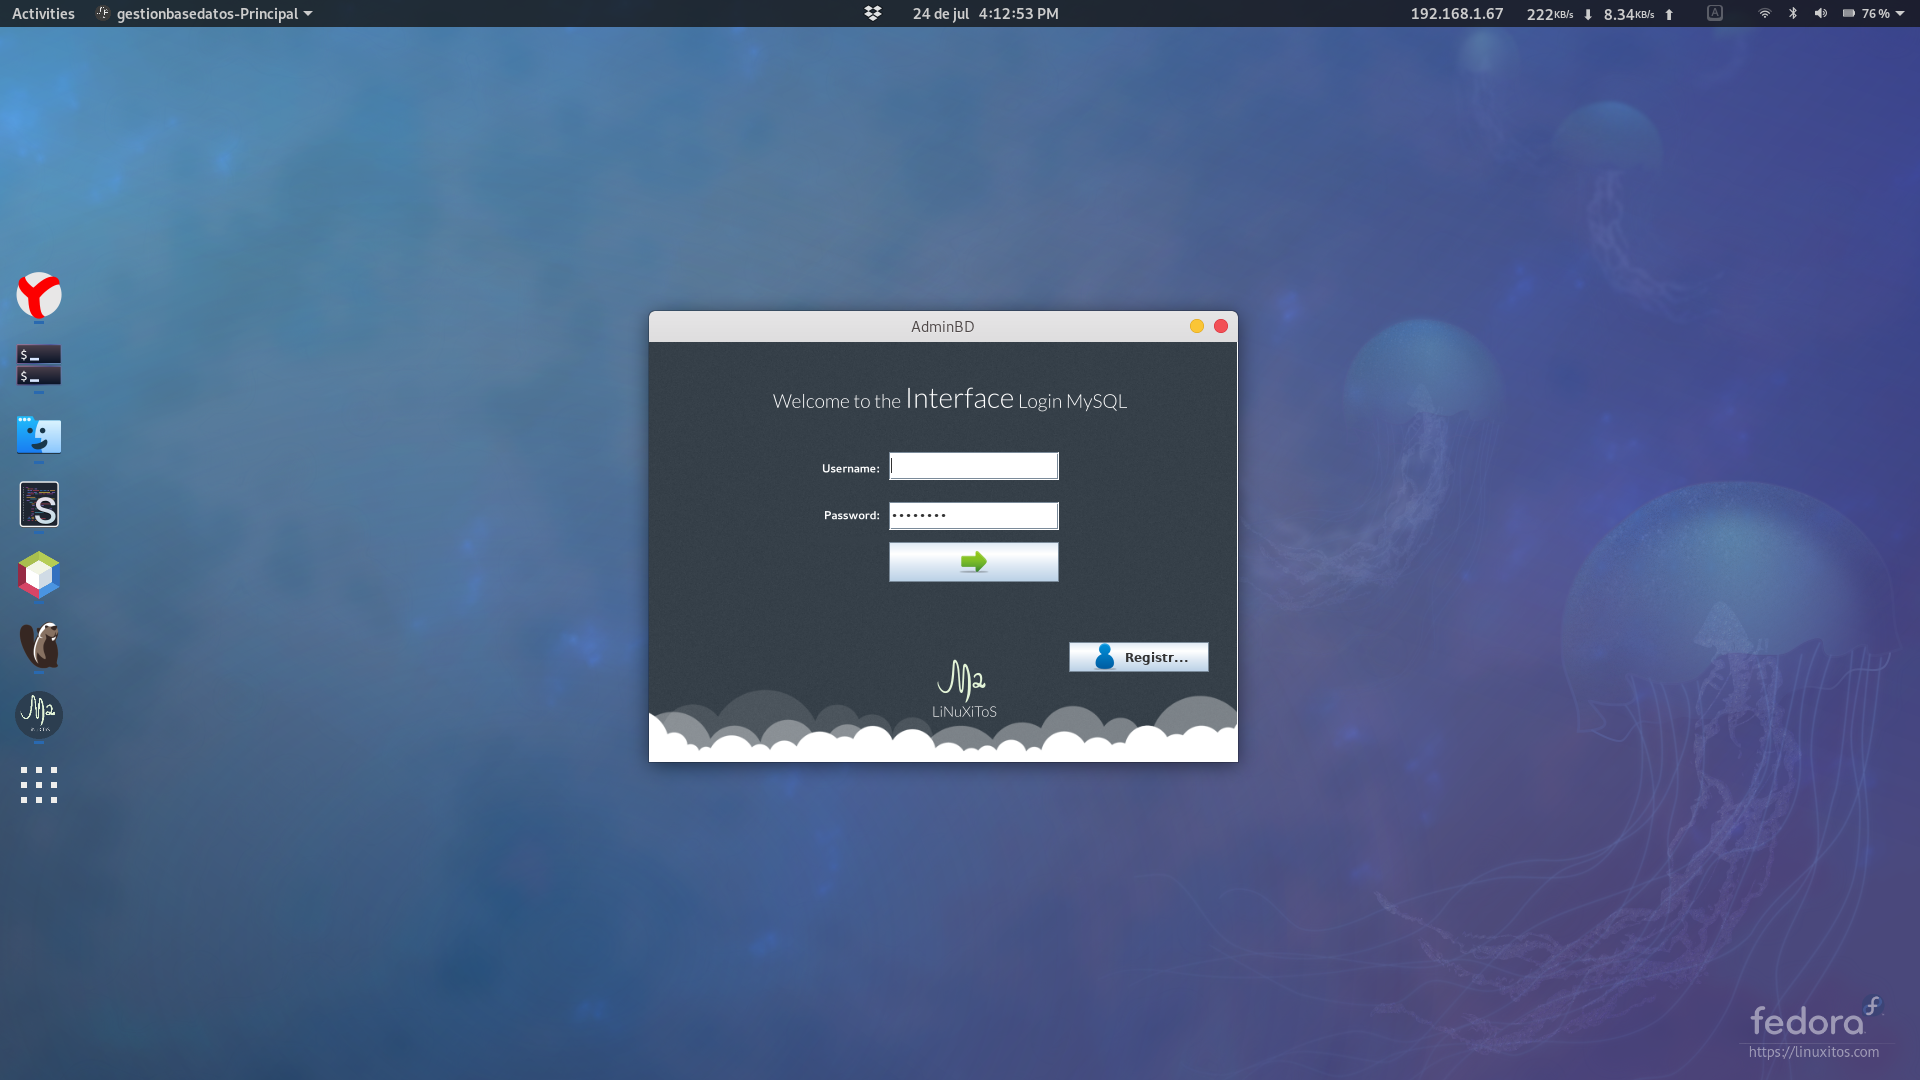 Activities gestionbasedatos-Principal 24 de jul 4:12:53 PM 192.168.1.67 222KB/s 8.34KB/s A 76 %
AdminBD
Welcome to the Interface Login MySQL
Username:
Password:
Registr...
LiNuXiToS
$
$
S
fedora
https://linuxitos.com